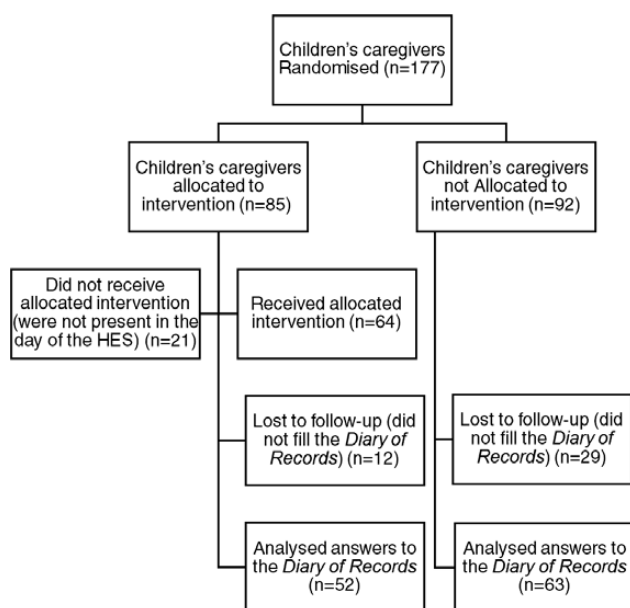 Children's caregivers
Randomised (n=177)
Children's caregivers
allocated to
intervention (n=85)
Children's caregivers
not Allocated to
intervention (n=92)
Did not receive
allocated intervention
(were not present in the
day of the HES) (n=21)
Received allocated
intervention (n=64)
Lost to follow-up (did
not fill the Diary of
Records) (n=12)
Lost to follow-up (did
not fill the Diary of
Records) (n=29)
Analysed answers to
the Diary of Records
(n=52)
Analysed answers to
the Diary of Records
(n=63)